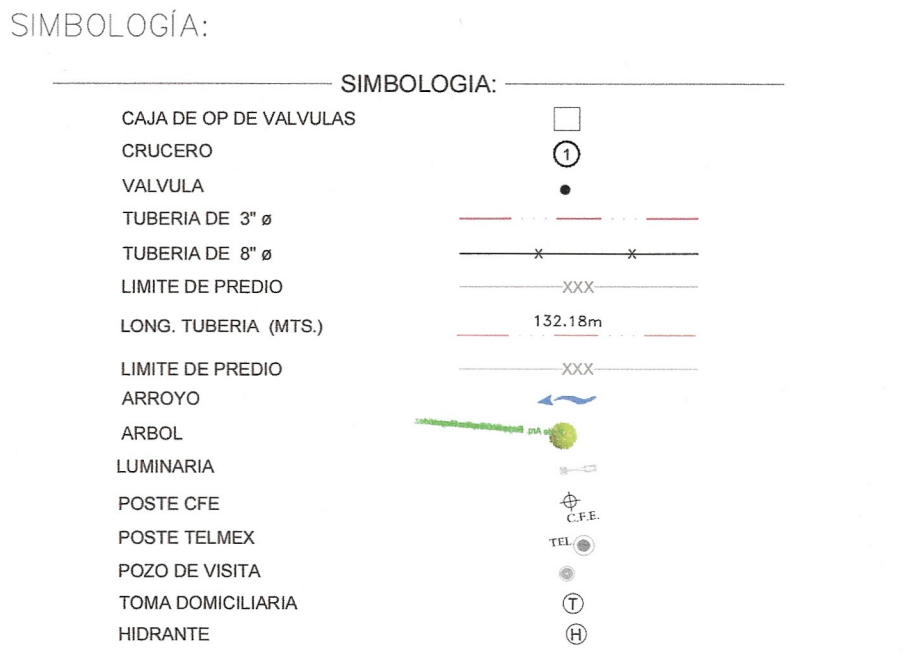 SIMBOLOGÍA:
SIMBOLOGIA:
CAJA DE OP DE VALVULAS
CRUCERO 1
VALVULA
TUBERIA DE 3" ø
TUBERIA DE 8" ø x x
LIMITE DE PREDIO XXX
LONG. TUBERIA (MTS.) 132.18m
LIMITE DE PREDIO XXX
ARROYO
ARBOL
LUMINARIA
POSTE CFE C.F.E.
POSTE TELMEX TEL
POZO DE VISITA
TOMA DOMICILIARIA T
HIDRANTE H